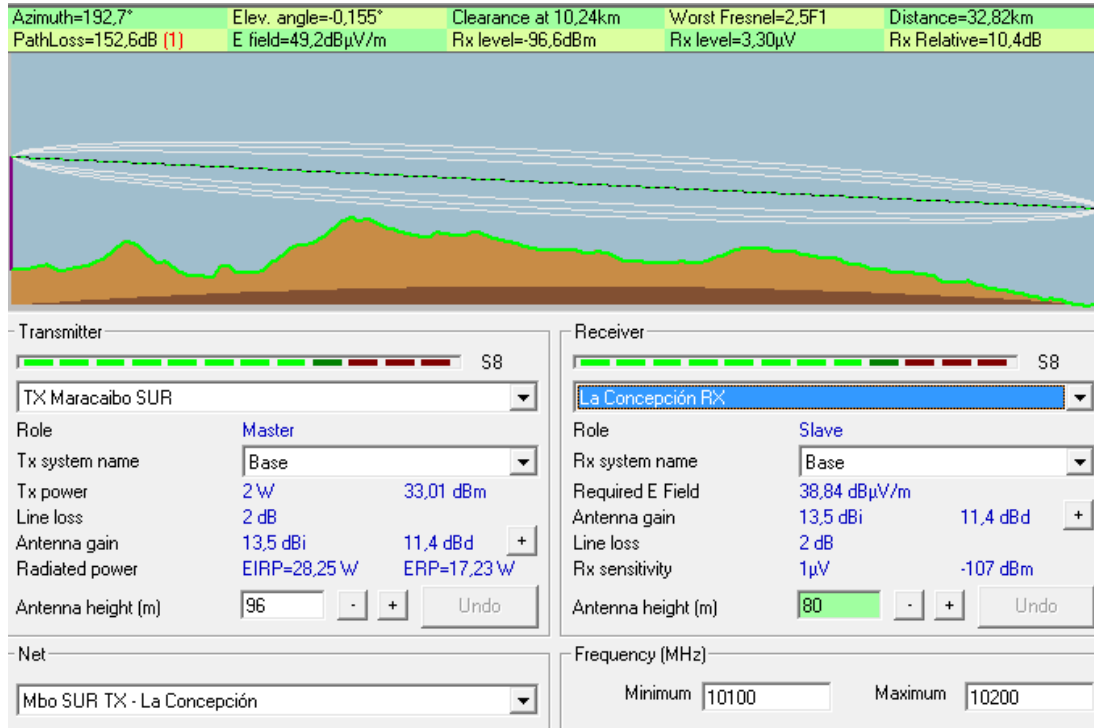 Azimuth=192,7° Elev. angle=-0,155° Clearance at 10,24km Worst Fresnel=2,5F1 Distance=32,82km
PathLoss=152,6dB (1) E field=49,2dBµV/m Rx level=-96,6dBm Rx level=3,30µV Rx Relative=10,4dB
Transmitter
S8
TX Maracaibo SUR
Role Master
Tx system name Base
Tx power 2 W 33,01 dBm
Line loss 2 dB
Antenna gain 13,5 dBi 11,4 dBd +
Radiated power EIRP=28,25 W ERP=17,23 W
Antenna height (m) 96 - + Undo
Net
Mbo SUR TX - La Concepción
Receiver
S8
La Concepción RX
Role Slave
Rx system name Base
Required E Field 38,84 dBµV/m
Antenna gain 13,5 dBi 11,4 dBd +
Line loss 2 dB
Rx sensitivity 1µV -107 dBm
Antenna height (m) 80 - + Undo
Frequency (MHz)
Minimum 10100 Maximum 10200